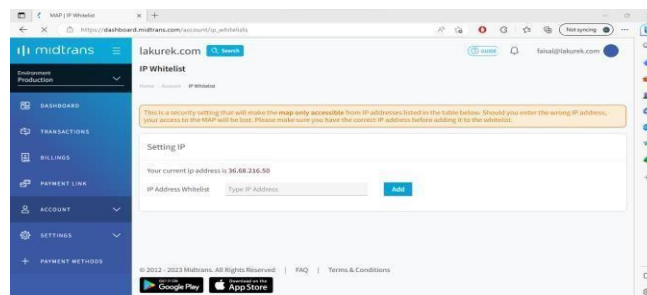 MAP | IP Whitelist
https://dashboard.midtrans.com/account/ip_whitelists
Not syncing
midtrans
lakurek.com
Search
GUIDE
faisal@lakurek.com
Environment
Production
IP Whitelist
Home
Account
IP Whitelist
DASHBOARD
TRANSACTIONS
BILLINGS
PAYMENT LINK
ACCOUNT
SETTINGS
PAYMENT METHODS
This is a security setting that will make the map only accessible from IP addresses listed in the table below. Should you enter the wrong IP address,
your access to the MAP will be lost. Please make sure you have the correct IP address before adding it to the whitelist.
Setting IP
Your current ip address is 36.68.216.50
IP Address Whitelist
Type IP Address
Add
© 2012 - 2023 Midtrans. All Rights Reserved | FAQ | Terms & Conditions
GET IT ON
Google Play
Download on the
App Store